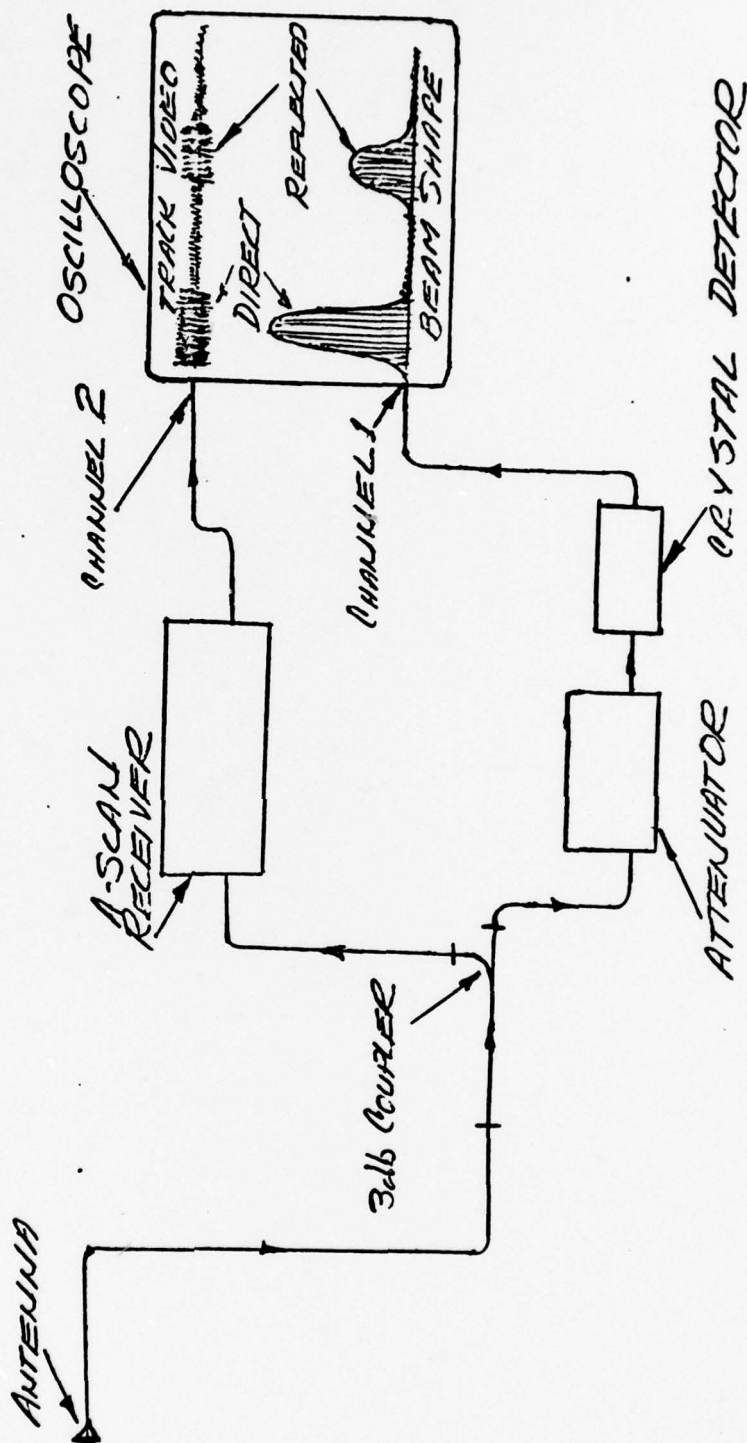 ANTENNA
3db COUPLER
A-SCAN
RECEIVER
ATTENUATOR
CRYSTAL DETECTOR
CHANNEL 2
CHANNEL 1
OSCILLOSCOPE
TRACK VIDEO
DIRECT
REFLECTED
BEAM SHAPE